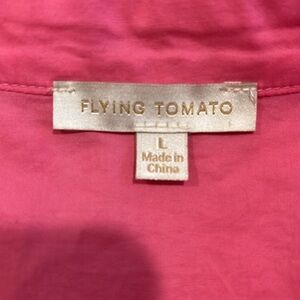 FLYING TOMATO
L
Made in
China